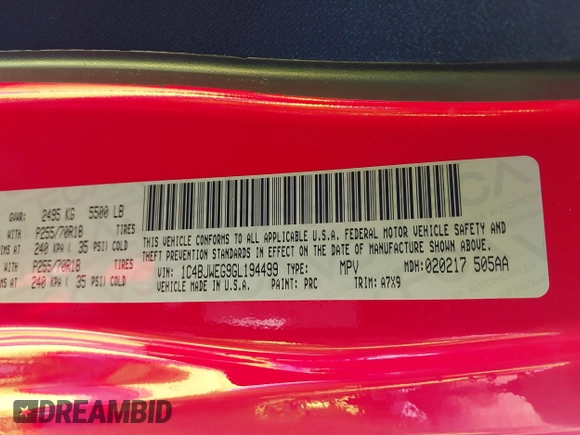 GVWR: 2495 KG 5500 LB
WITH P255/70R18 TIRES
IMS AT 240 KPA ( 35 PSI) COLD
WITH P255/70R18 TIRES
IMS AT 240 KPA ( 35 PSI) COLD
THIS VEHICLE CONFORMS TO ALL APPLICABLE U.S.A. FEDERAL MOTOR VEHICLE SAFETY
AND THEFT PREVENTION STANDARDS IN EFFECT ON THE DATE OF MANUFACTURE SHOWN ABOVE.
VIN: 1C4BJWEG9GL194499 TYPE: MPV MDH:020217 505AA
VEHICLE MADE IN U.S.A. PAINT: PRC TRIM: A7X9
DREAMBID